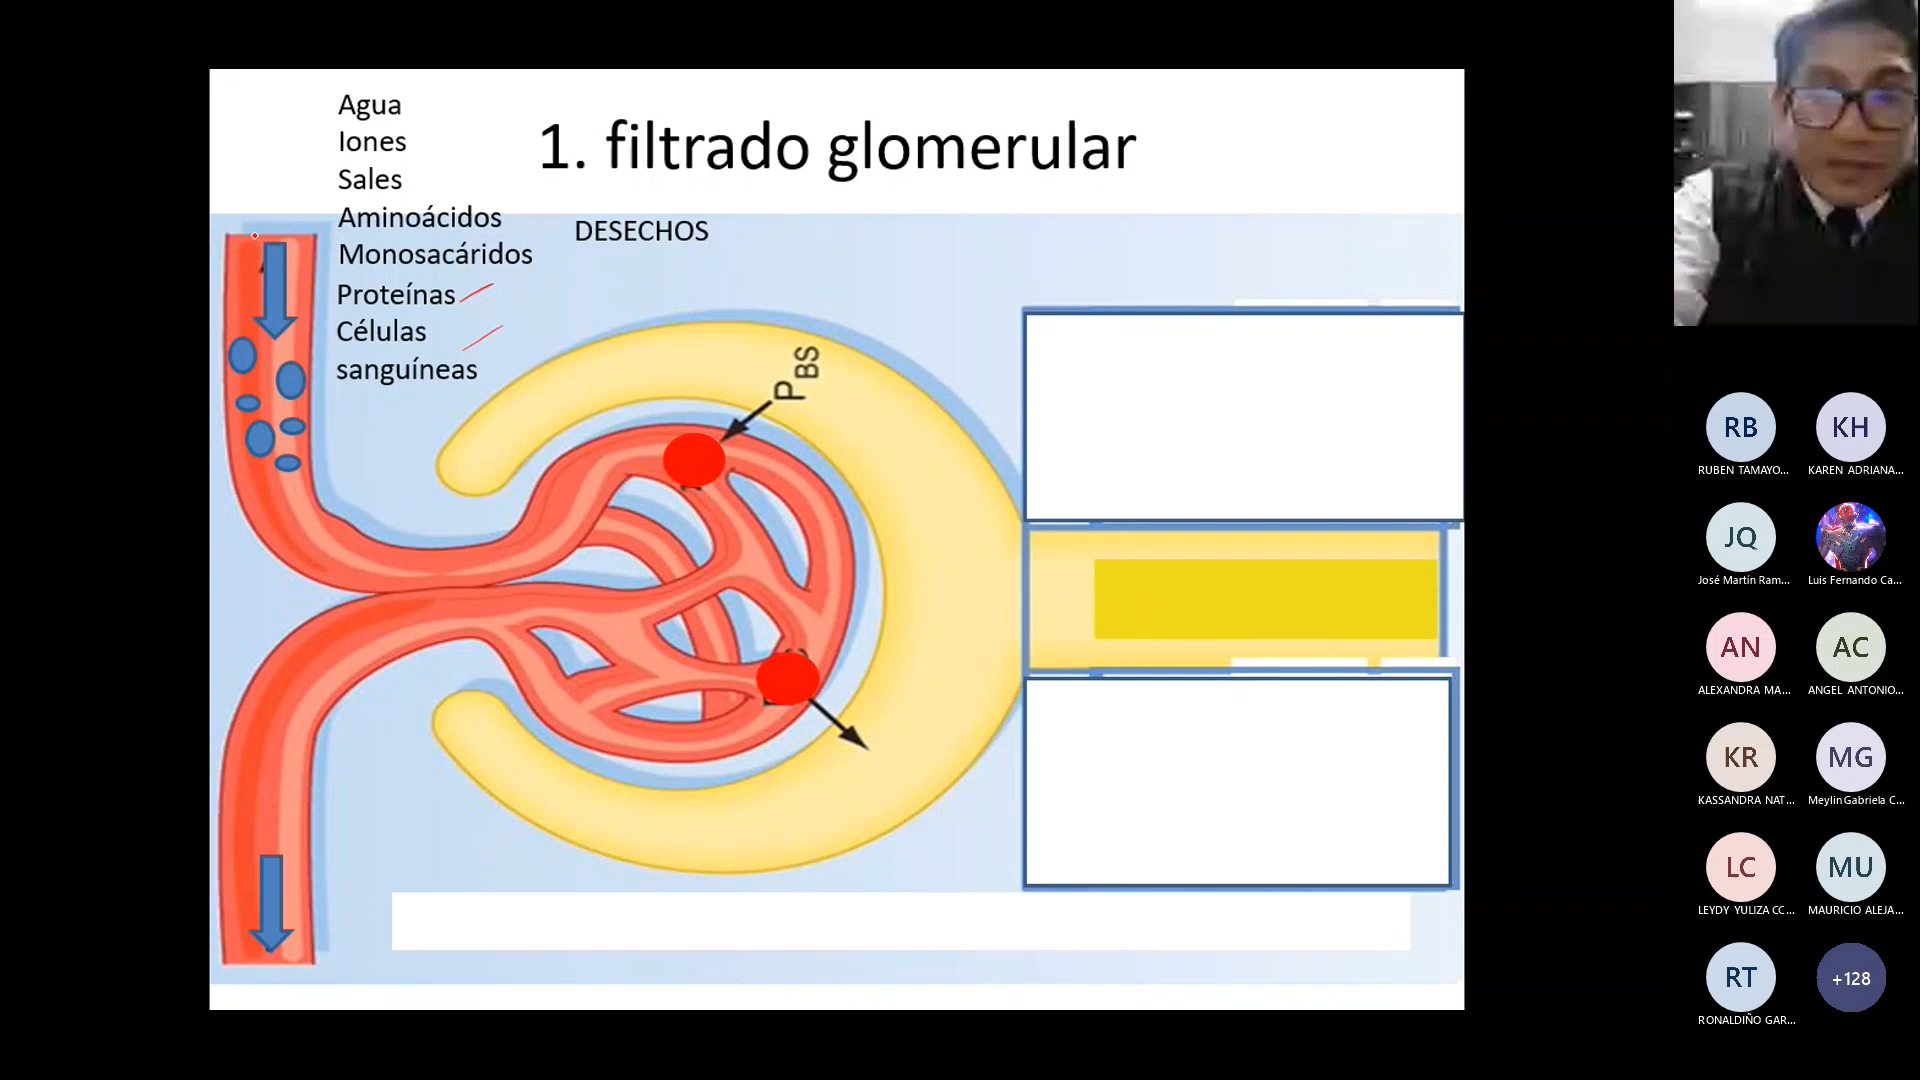 Agua
Iones
Sales
Aminoácidos
Monosacáridos
Proteínas
Células
sanguíneas
1. filtrado glomerular
DESECHOS
PBS
RB
RUBEN TAMAYO...
KH
KAREN ADRIANA...
JQ
José Martín Ram...
Luis Fernando Ca...
AN
ALEXANDRA MA...
AC
ANGEL ANTONIO...
KR
KASSANDRA NAT...
MG
Meylin Gabriela C...
LC
LEYDY YULIZA CC...
MU
MAURICIO ALEJA...
RT
RONALDIÑO GAR...
+128